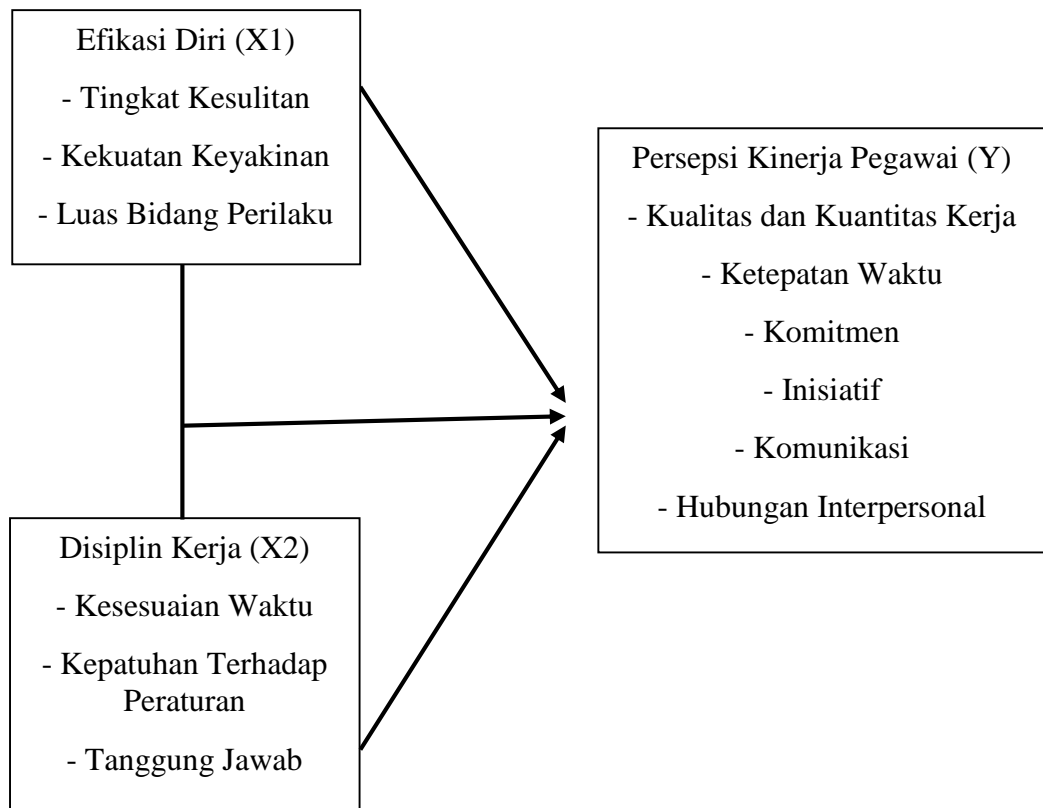 Efikasi Diri (X1)
- Tingkat Kesulitan
- Kekuatan Keyakinan
- Luas Bidang Perilaku
Persepsi Kinerja Pegawai (Y)
- Kualitas dan Kuantitas Kerja
- Ketepatan Waktu
- Komitmen
- Inisiatif
- Komunikasi
- Hubungan Interpersonal
Disiplin Kerja (X2)
- Kesesuaian Waktu
- Kepatuhan Terhadap
Peraturan
- Tanggung Jawab